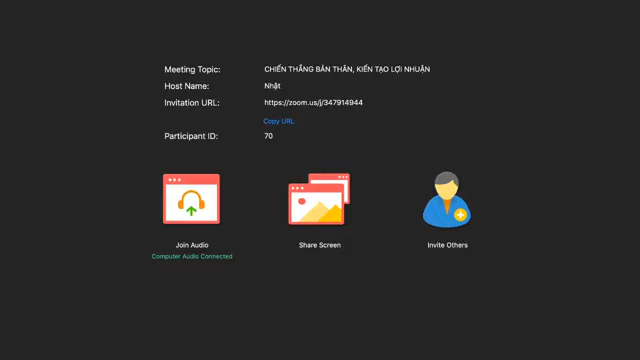 Meeting Topic: CHIẾN THẮNG BẢN THÂN, KIẾN TẠO LỢI NHUẬN
Host Name: Nhật
Invitation URL: https://zoom.us/j/347914944
Copy URL
Participant ID: 70
Join Audio Share Screen Invite Others
Computer Audio Connected